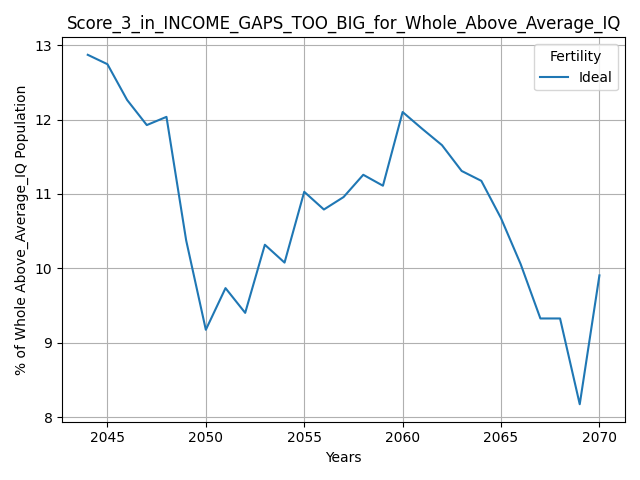 Score_3_in_INCOME_GAPS_TOO_BIG_for_Whole_Above_Average_IQ
Fertility
Ideal
% of Whole Above_Average_IQ Population
13
12
11
10
9
8
2045 2050 2055 2060 2065 2070
Years